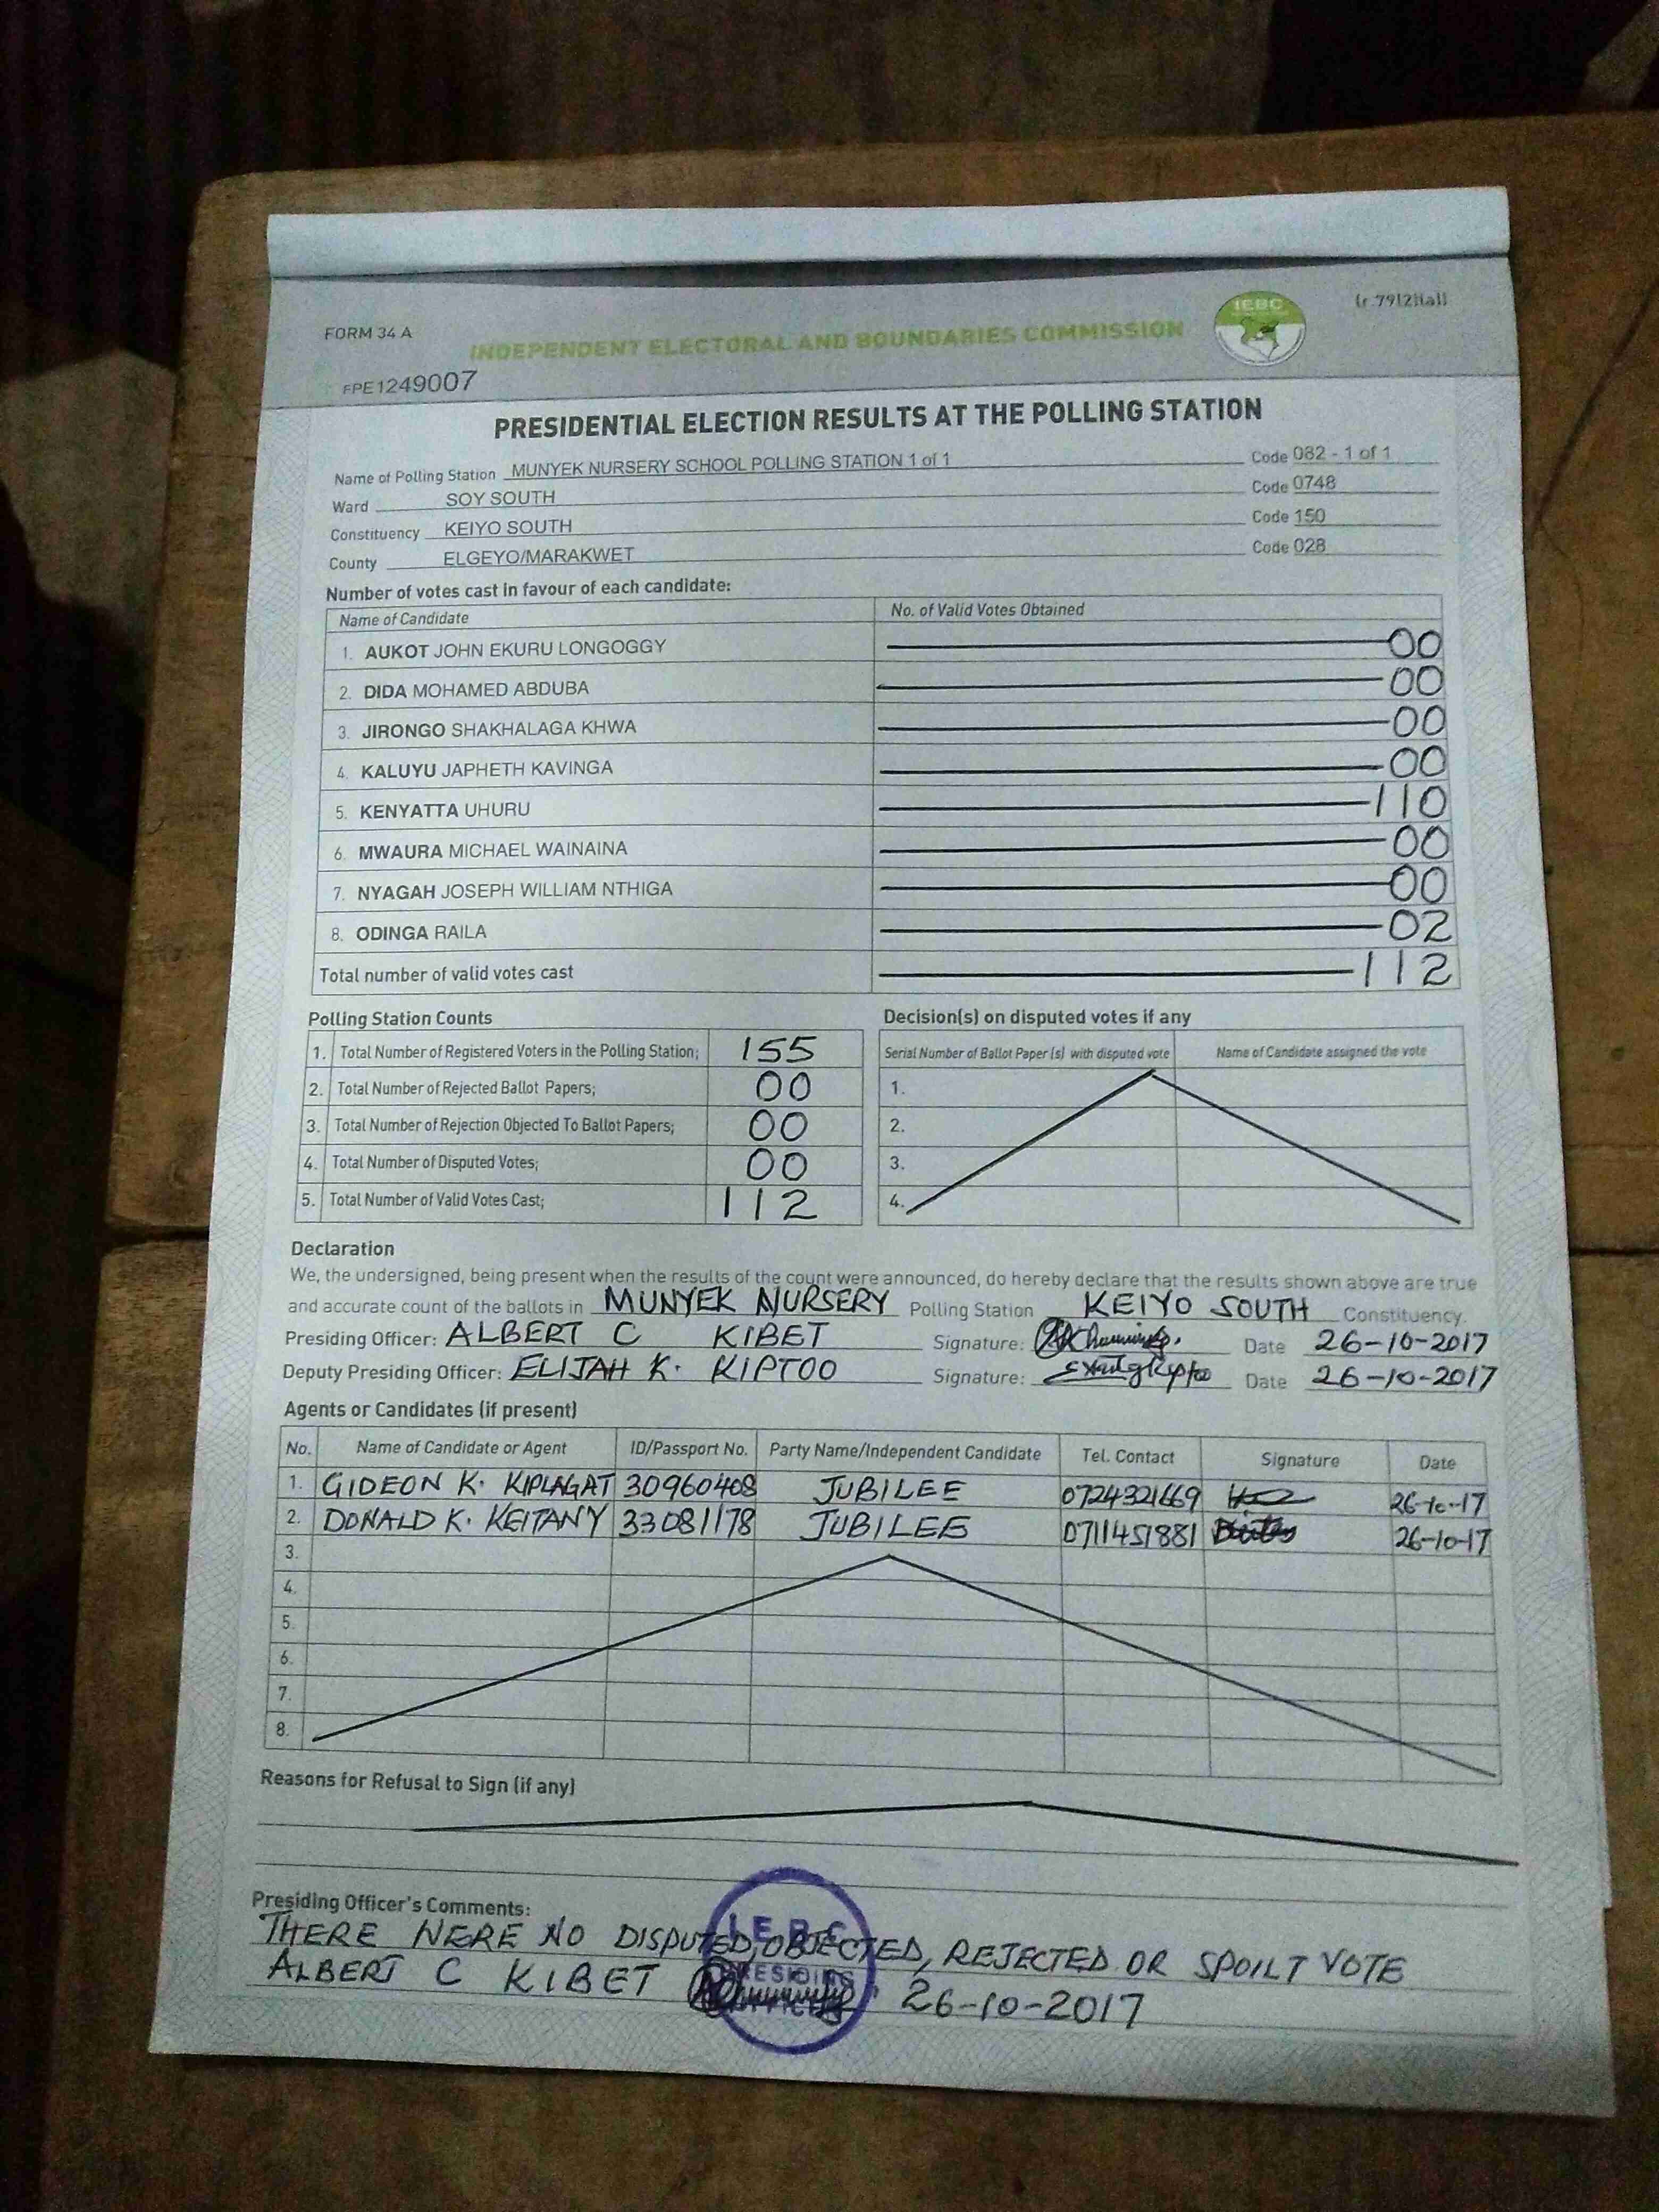 FORM 34 A
INDEPENDENT ELECTORAL AND BOUNDARIES COMMISSION
IEBC
(r.79(2)(a))
FPE1249007
PRESIDENTIAL ELECTION RESULTS AT THE POLLING STATION
Name of Polling Station MUNYEK NURSERY SCHOOL POLLING STATION 1 of 1 Code 082 - 1 of 1
Ward SOY SOUTH Code 0748
Constituency KEIYO SOUTH Code 150
County ELGEYO/MARAKWET Code 028
Number of votes cast in favour of each candidate:
Name of Candidate No. of Valid Votes Obtained
1. AUKOT JOHN EKURU LONGOGGY 00
2. DIDA MOHAMED ABDUBA 00
3. JIRONGO SHAKHALAGA KHWA 00
4. KALUYU JAPHETH KAVINGA 00
5. KENYATTA UHURU 110
6. MWAURA MICHAEL WAINAINA 00
7. NYAGAH JOSEPH WILLIAM NTHIGA 00
8. ODINGA RAILA 02
Total number of valid votes cast 112
Polling Station Counts
1. Total Number of Registered Voters in the Polling Station; 155
2. Total Number of Rejected Ballot Papers; 00
3. Total Number of Rejection Objected To Ballot Papers; 00
4. Total Number of Disputed Votes; 00
5. Total Number of Valid Votes Cast; 112
Decision(s) on disputed votes if any
Serial Number of Ballot Paper (s) with disputed vote Name of Candidate assigned the vote
1.
2.
3.
4.
Declaration
We, the undersigned, being present when the results of the count were announced, do hereby declare that the results shown above are true
and accurate count of the ballots in MUNYEK NURSERY Polling Station KEIYO SOUTH Constituency.
Presiding Officer: ALBERT C KIBET Signature: Date 26-10-2017
Deputy Presiding Officer: ELIJAH K. KIPTOO Signature: Date 26-10-2017
Agents or Candidates (if present)
No. Name of Candidate or Agent ID/Passport No. Party Name/Independent Candidate Tel. Contact Signature Date
1. GIDEON K. KIPLAGAT 30960408 JUBILEE 0724321669 26-10-17
2. DONALD K. KEITANY 33081178 JUBILEE 0711451881 26-10-17
3.
4.
5.
6.
7.
8.
Reasons for Refusal to Sign (if any)
Presiding Officer's Comments:
THERE WERE NO DISPUTED, OBJECTED, REJECTED OR SPOILT VOTE
ALBERT C KIBET 26-10-2017
I.E.B.C
PRESIDING
OFFICER